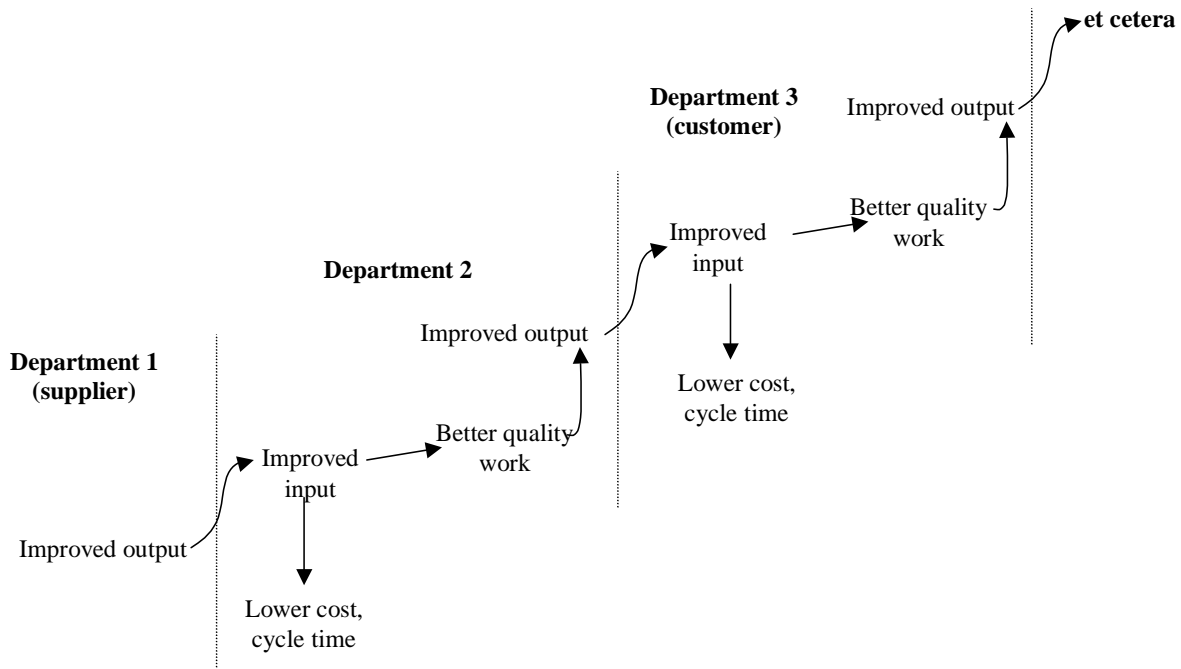 Department 1
(supplier)
Improved output
Department 2
Improved
input
Lower cost,
cycle time
Better quality
work
Improved output
Department 3
(customer)
Improved
input
Lower cost,
cycle time
Better quality
work
Improved output
et cetera